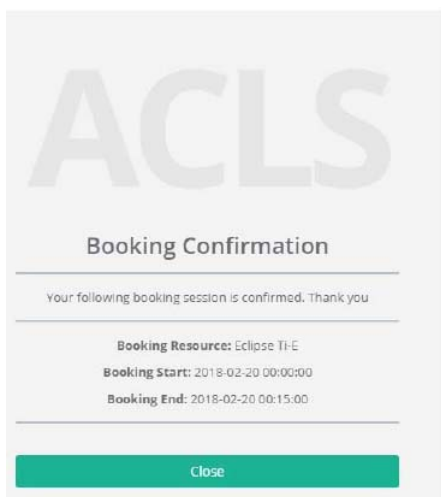 ACLS
Booking Confirmation
Your following booking session is confirmed. Thank you
Booking Resource: Eclipse Ti-E
Booking Start: 2018-02-20 00:00:00
Booking End: 2018-02-20 00:15:00
Close